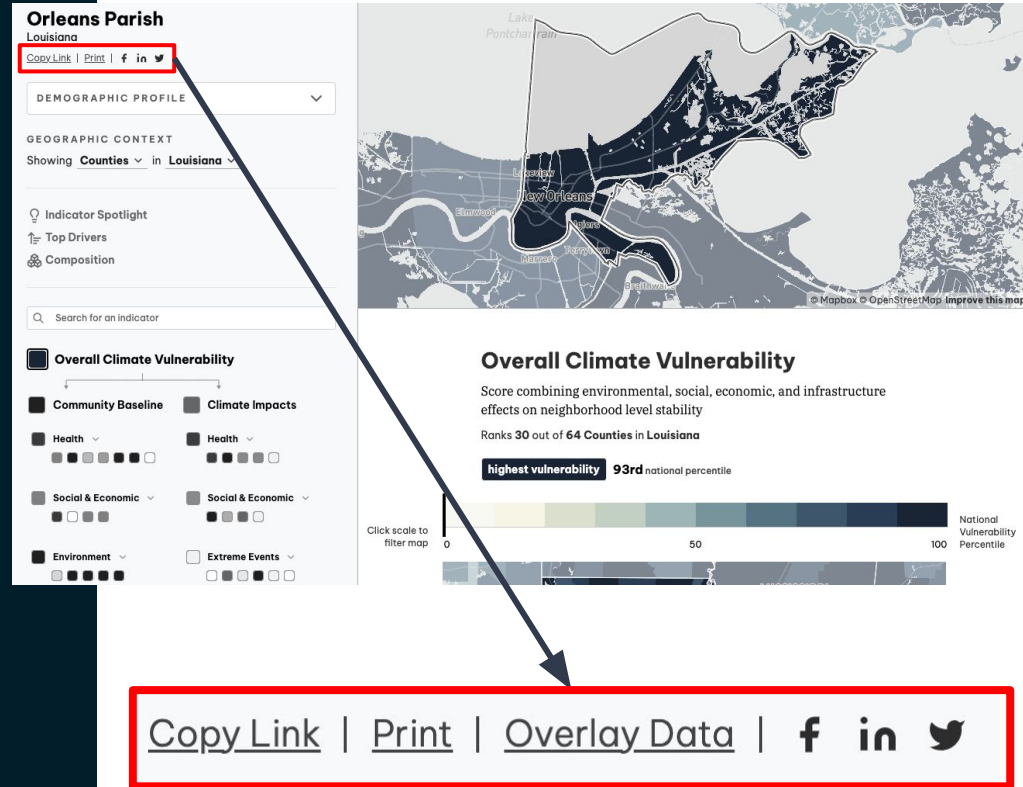 Orleans Parish
Louisiana
Copy Link | Print | f in
DEMOGRAPHIC PROFILE
GEOGRAPHIC CONTEXT
Showing Counties in Louisiana
Indicator Spotlight
Top Drivers
Composition
Search for an indicator
Overall Climate Vulnerability
Community Baseline Climate Impacts
Health Health
Social & Economic Social & Economic
Environment Extreme Events
Lake
Pontchartrain
Lakeview
New Orleans
Elmwood
Algiers
Terrytown
Marrero
© Mapbox © OpenStreetMap Improve this map
Overall Climate Vulnerability
Score combining environmental, social, economic, and infrastructure
effects on neighborhood level stability
Ranks 30 out of 64 Counties in Louisiana
highest vulnerability 93rd national percentile
Click scale to
filter map
0 50 100
National
Vulnerability
Percentile
Copy Link | Print | Overlay Data | f in